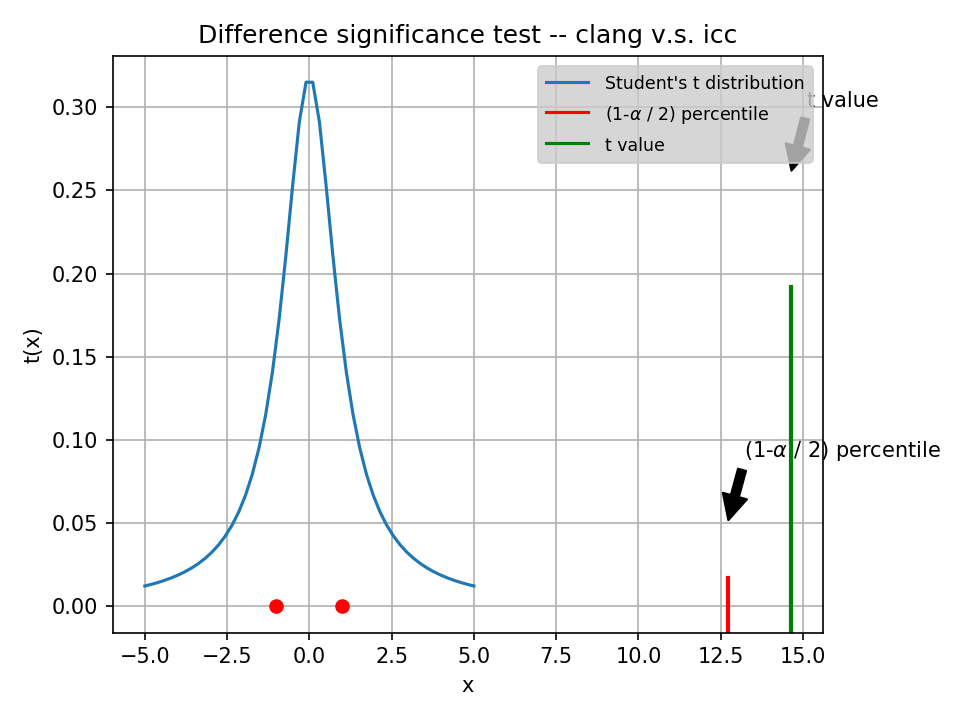 Difference significance test -- clang v.s. icc
Student's t distribution
(1-α / 2) percentile
t value
t value
(1-α / 2) percentile
0.30
0.25
0.20
0.15
0.10
0.05
0.00
t(x)
−5.0 −2.5 0.0 2.5 5.0 7.5 10.0 12.5 15.0
x